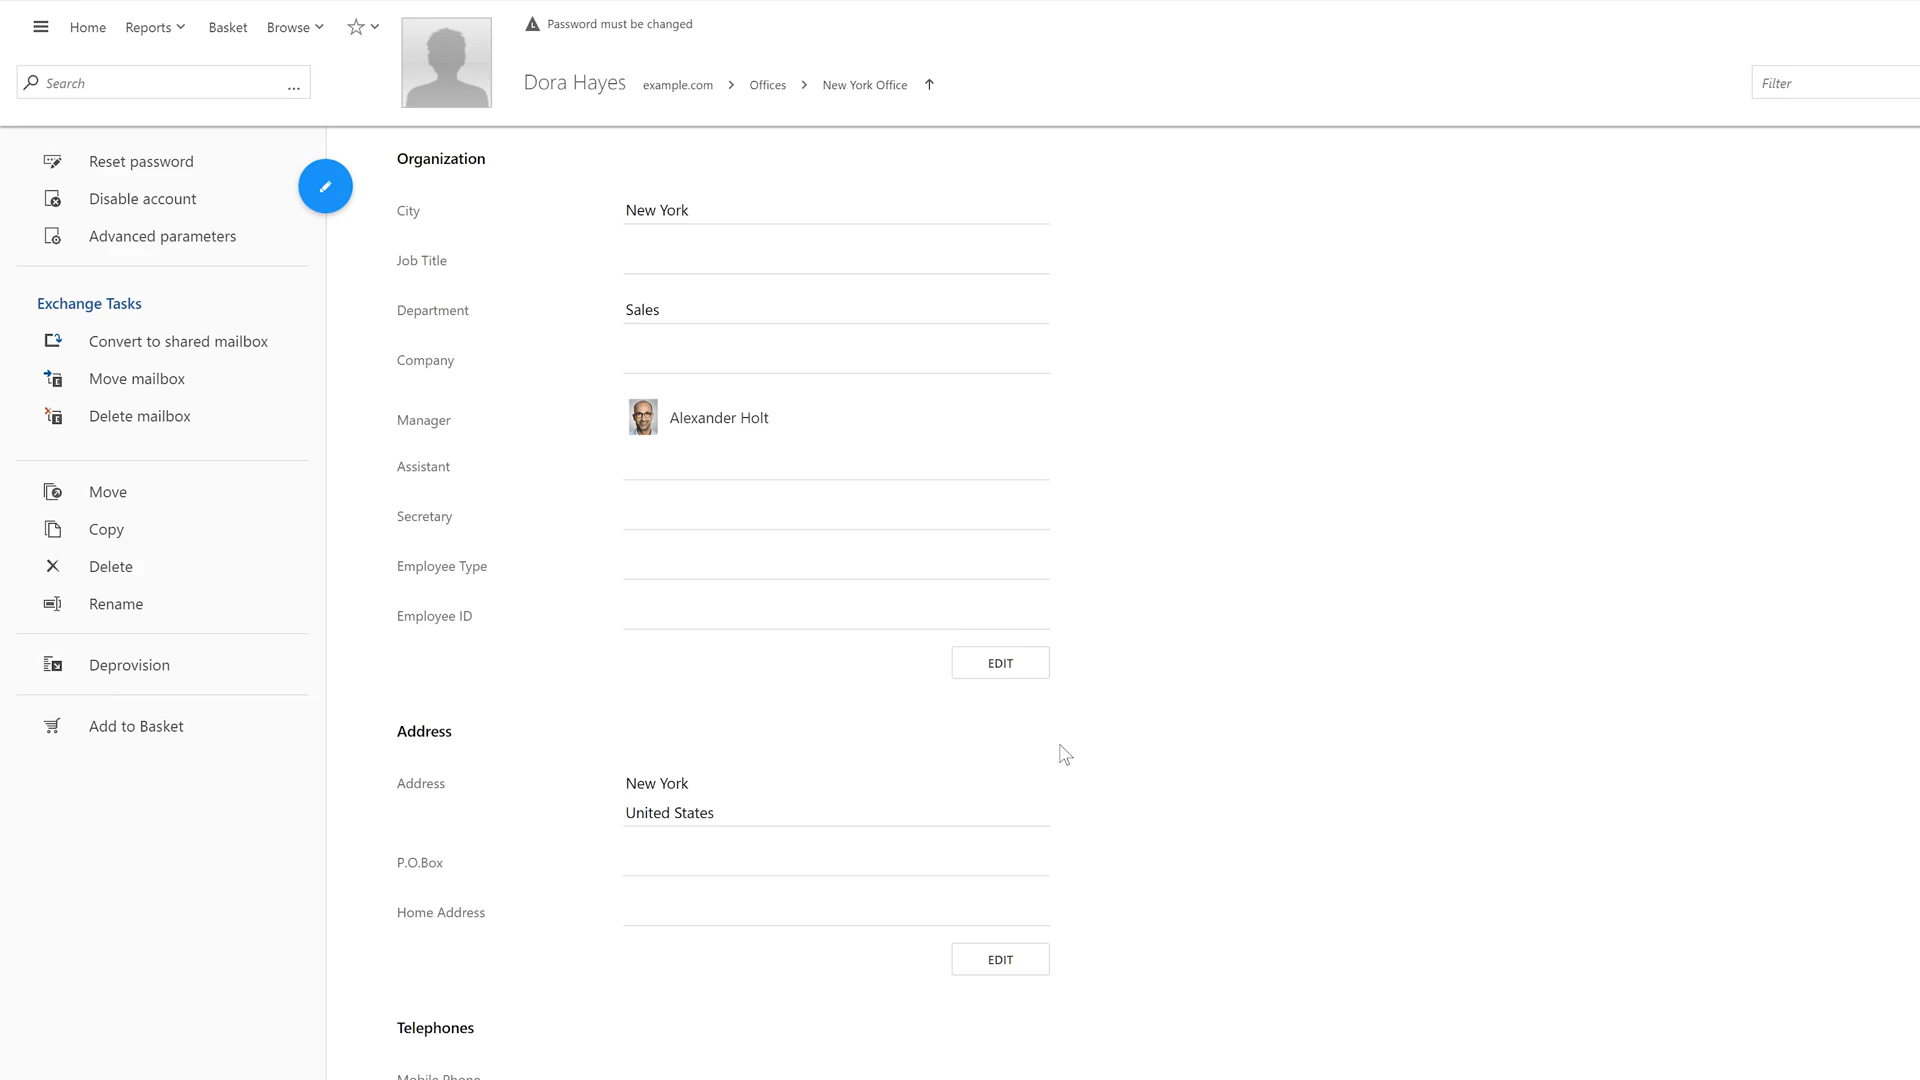 Home
Reports
Basket
Browse
Password must be changed
Search
...
Dora Hayes
example.com
Offices
New York Office
Filter
Reset password
Disable account
Advanced parameters
Exchange Tasks
Convert to shared mailbox
Move mailbox
Delete mailbox
Move
Copy
Delete
Rename
Deprovision
Add to Basket
Organization
City
New York
Job Title
Department
Sales
Company
Manager
Alexander Holt
Assistant
Secretary
Employee Type
Employee ID
EDIT
Address
Address
New York
United States
P.O.Box
Home Address
EDIT
Telephones
Mobile Phone